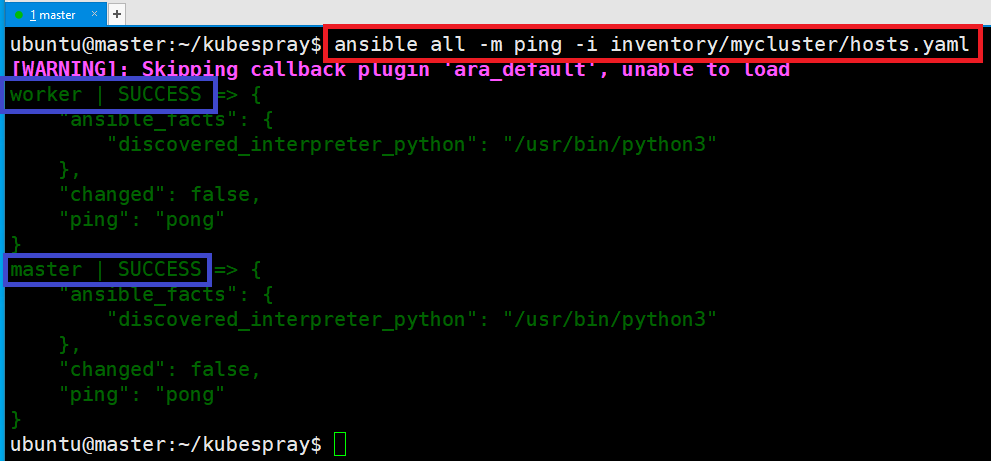 1 master × +
ubuntu@master:~/kubespray$ ansible all -m ping -i inventory/mycluster/hosts.yaml
[WARNING]: Skipping callback plugin 'ara_default', unable to load
worker | SUCCESS => {
    "ansible_facts": {
        "discovered_interpreter_python": "/usr/bin/python3"
    },
    "changed": false,
    "ping": "pong"
}
master | SUCCESS => {
    "ansible_facts": {
        "discovered_interpreter_python": "/usr/bin/python3"
    },
    "changed": false,
    "ping": "pong"
}
ubuntu@master:~/kubespray$